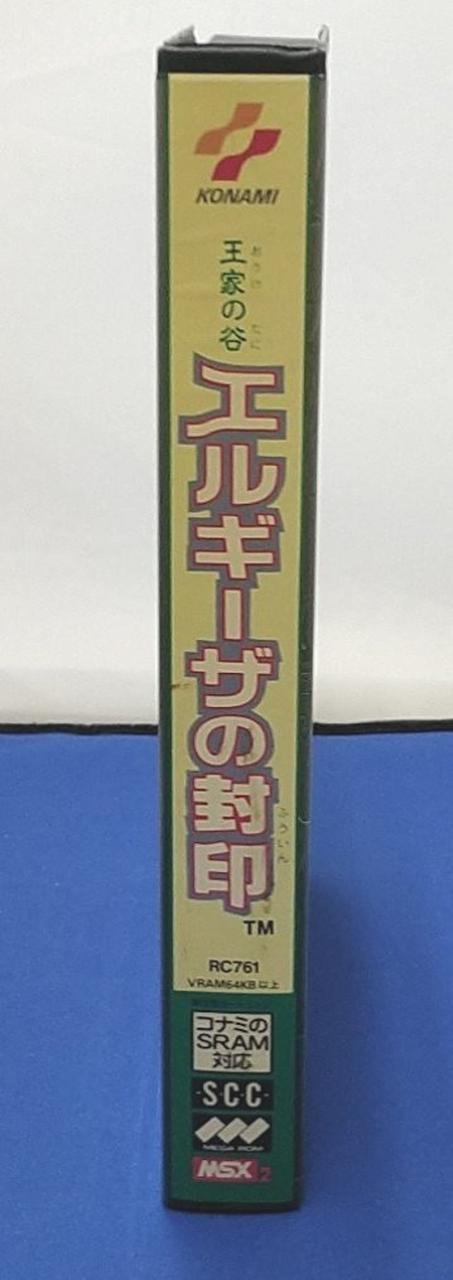 KONAMI
王家の谷
おうけ たに
エルギーザの封印
ふういん
TM
RC761
VRAM64KB以上
コナミの
SRAM
対応
·S·C·C·
MEGA ROM
MSX2